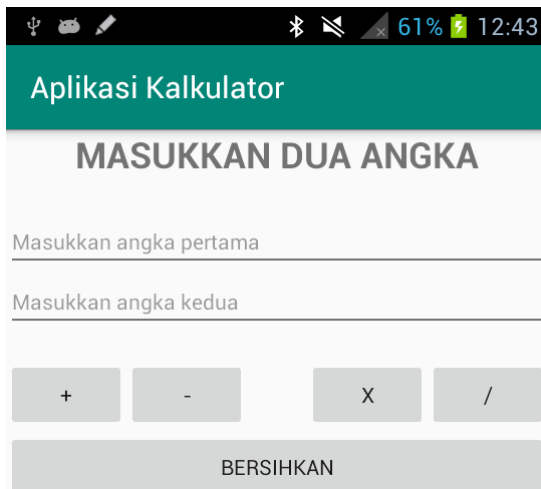 61% 12:43
Aplikasi Kalkulator
MASUKKAN DUA ANGKA
Masukkan angka pertama
Masukkan angka kedua
+ - X /
BERSIHKAN